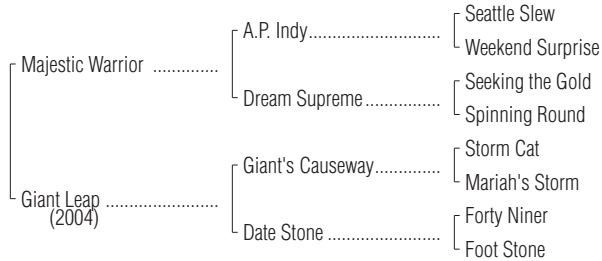 Seattle Slew
A.P. Indy...........................
Weekend Surprise
Majestic Warrior ..............
Seeking the Gold
Dream Supreme................
Spinning Round
Storm Cat
Giant's Causeway..............
Mariah's Storm
Giant Leap ........................
(2004)
Forty Niner
Date Stone ........................
Foot Stone